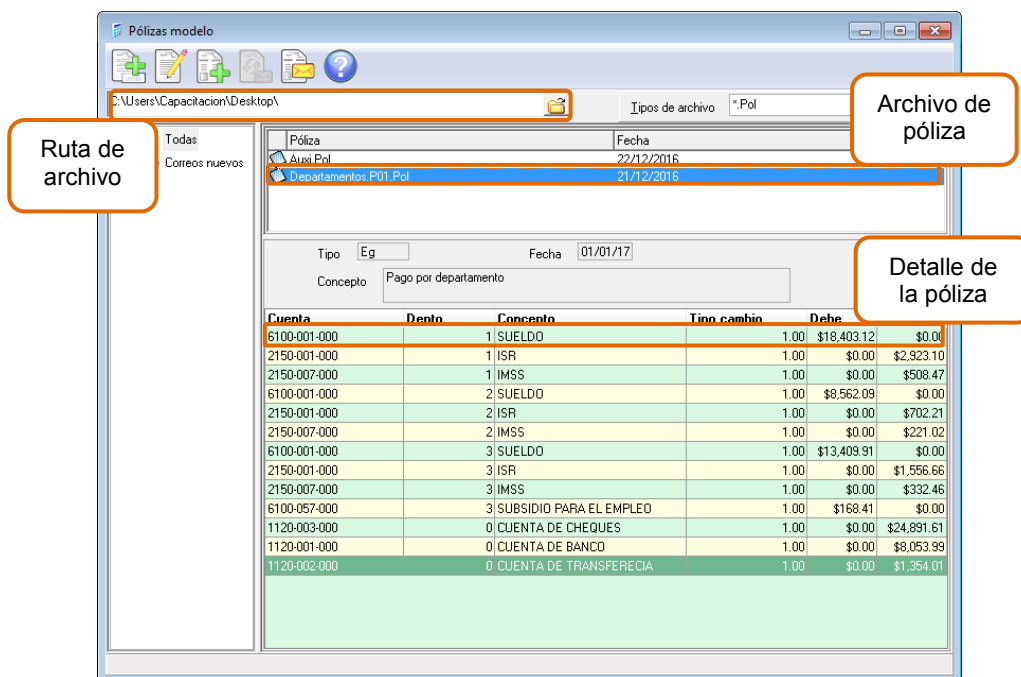 Pólizas modelo
C:\Users\Capacitacion\Desktop\
Tipos de archivo *.Pol
Archivo de
póliza
Ruta de
archivo
Todas
Correos nuevos
Póliza Fecha
Auxi.Pol 22/12/2016
Departamentos.P01.Pol 21/12/2016
Tipo Eg Fecha 01/01/17
Concepto Pago por departamento
Detalle de
la póliza
Cuenta Depto Concepto Tipo cambio Debe
6100-001-000 1 SUELDO 1.00 $18,403.12 $0.00
2150-001-000 1 ISR 1.00 $0.00 $2,923.10
2150-007-000 1 IMSS 1.00 $0.00 $508.47
6100-001-000 2 SUELDO 1.00 $8,562.09 $0.00
2150-001-000 2 ISR 1.00 $0.00 $702.21
2150-007-000 2 IMSS 1.00 $0.00 $221.02
6100-001-000 3 SUELDO 1.00 $13,409.91 $0.00
2150-001-000 3 ISR 1.00 $0.00 $1,556.66
2150-007-000 3 IMSS 1.00 $0.00 $332.46
6100-057-000 3 SUBSIDIO PARA EL EMPLEO 1.00 $168.41 $0.00
1120-003-000 0 CUENTA DE CHEQUES 1.00 $0.00 $24,891.61
1120-001-000 0 CUENTA DE BANCO 1.00 $0.00 $8,053.99
1120-002-000 0 CUENTA DE TRANSFERECIA 1.00 $0.00 $1,354.01